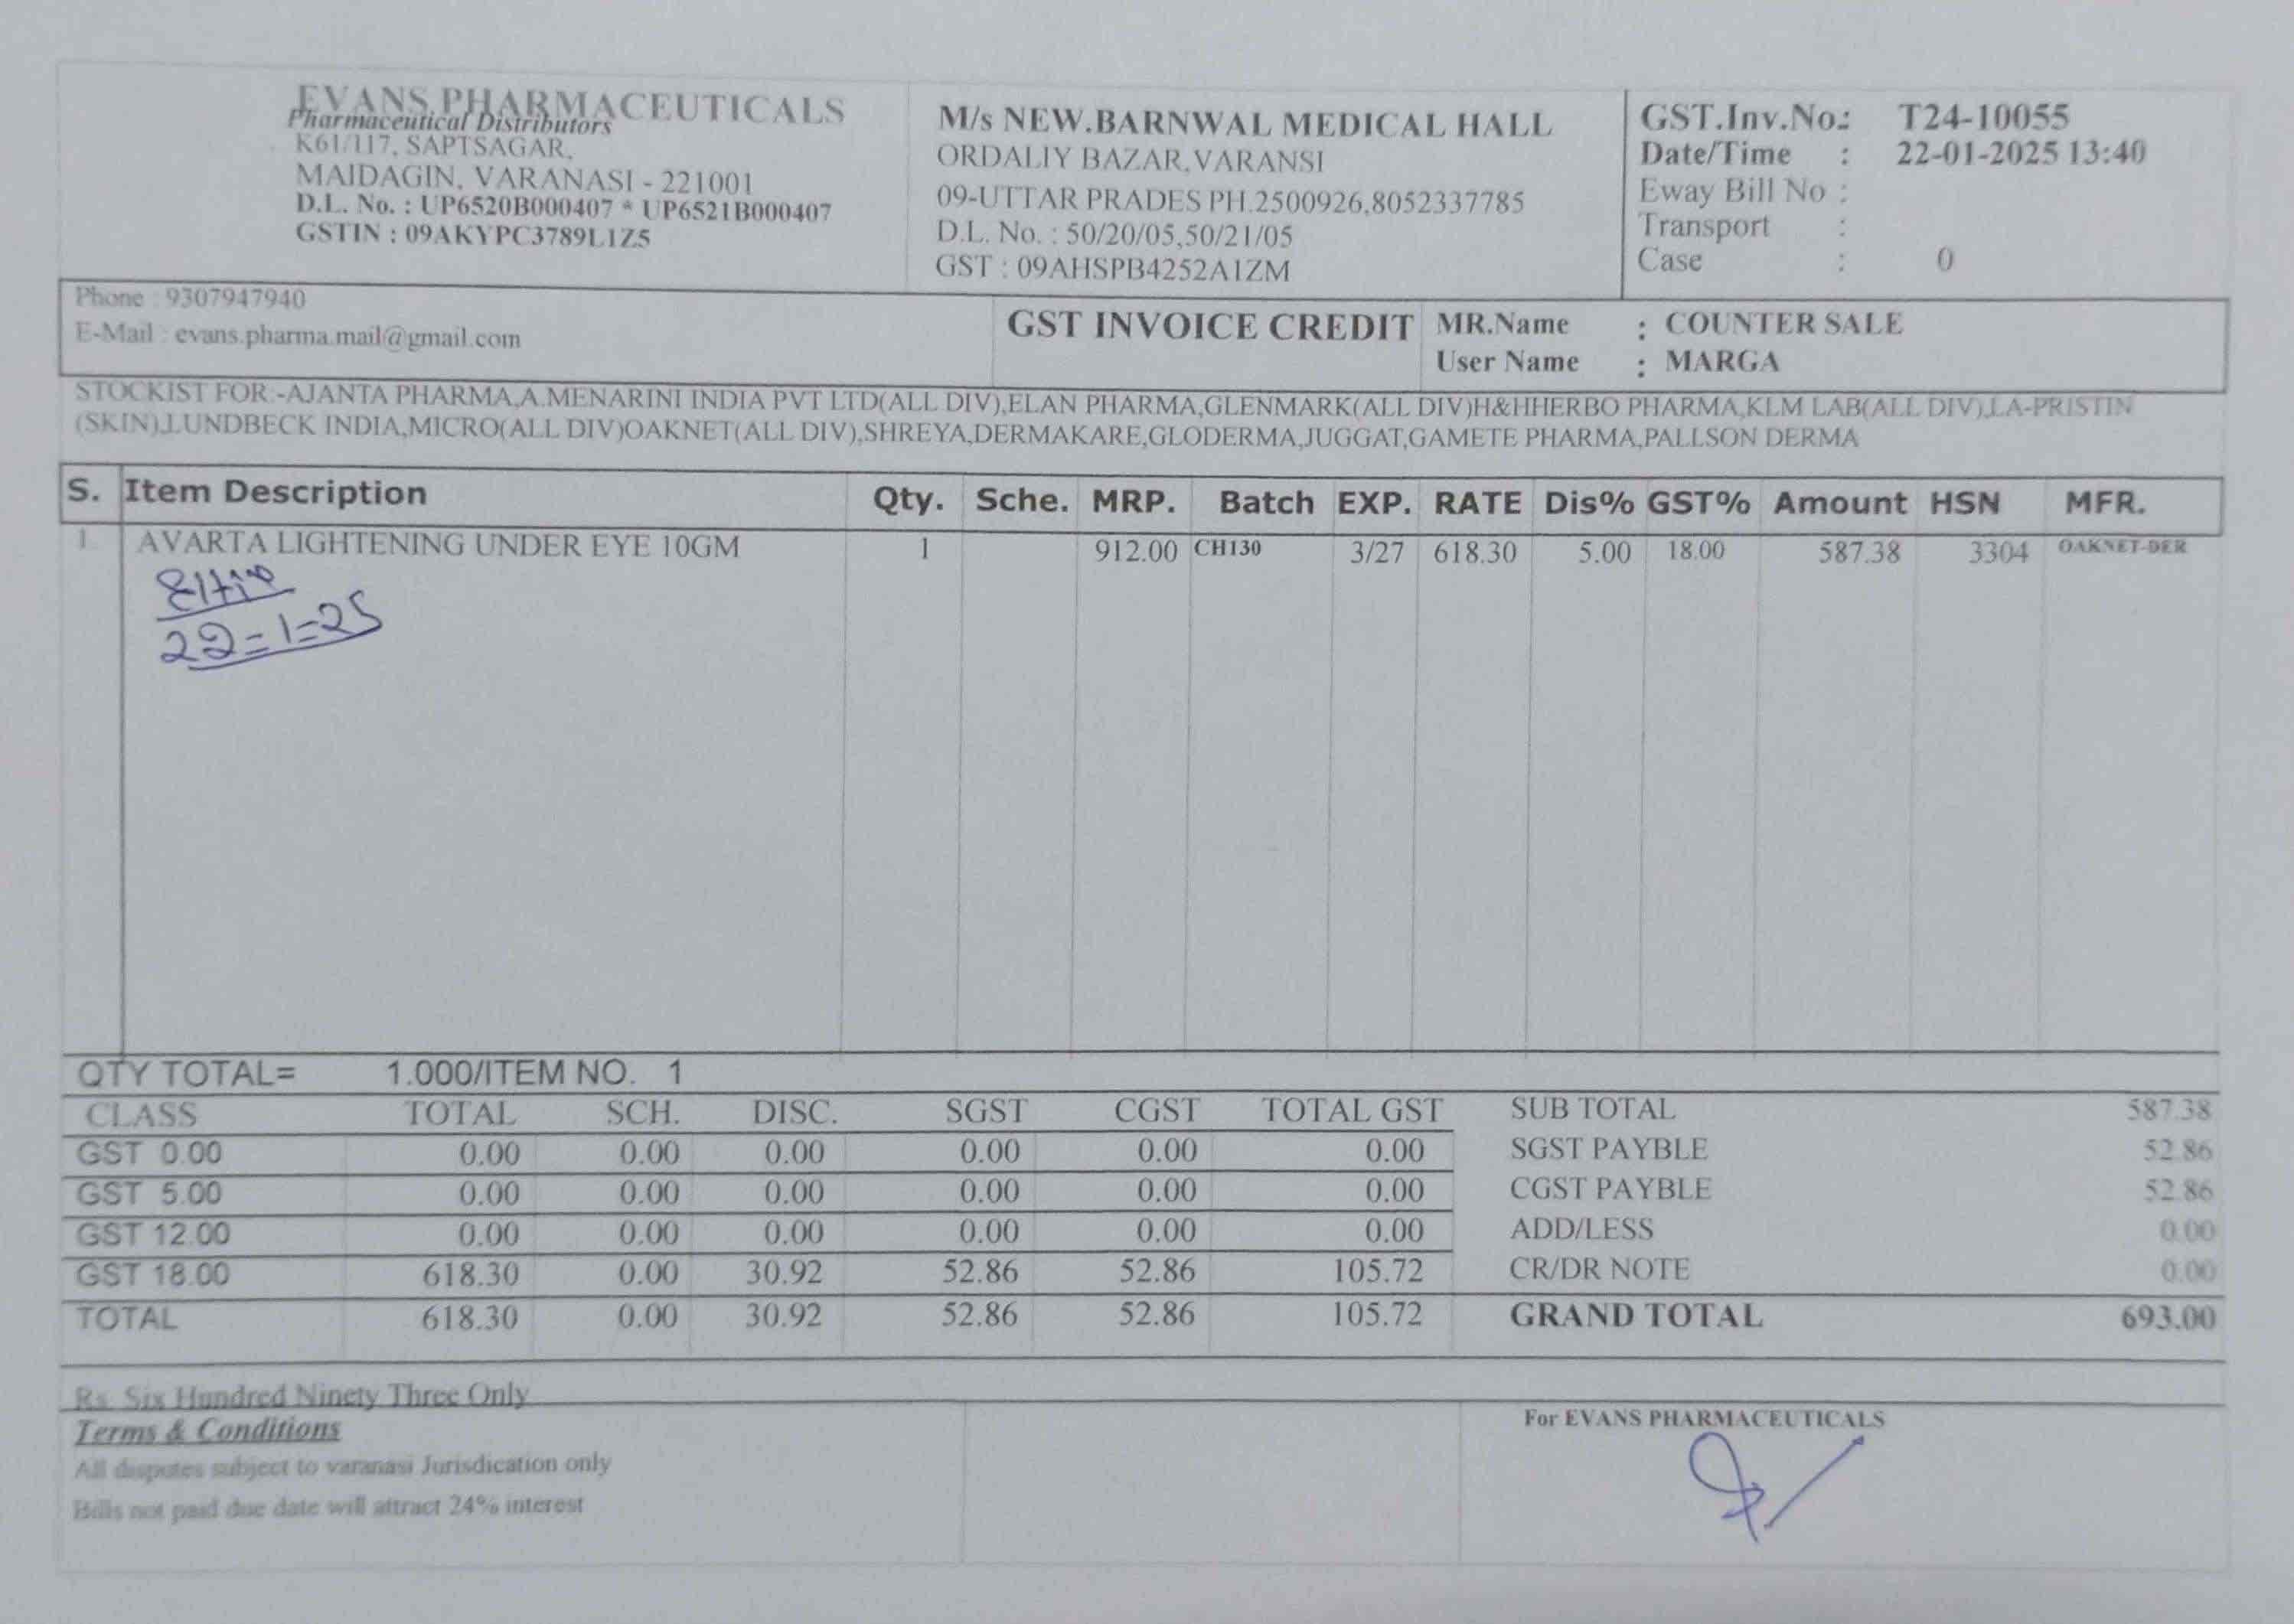 EVANS PHARMACEUTICALS
Pharmaceutical Distributors
K61/117, SAPTSAGAR,
MAIDAGIN, VARANASI - 221001
D.L. No. : UP6520B000407 * UP6521B000407
GSTIN : 09AKYPC3789L1Z5
M/s NEW.BARNWAL MEDICAL HALL
ORDALIY BAZAR,VARANSI
09-UTTAR PRADES PH.2500926,8052337785
D.L. No. : 50/20/05,50/21/05
GST : 09AHSPB4252A1ZM
GST.Inv.No.: T24-10055
Date/Time : 22-01-2025 13:40
Eway Bill No :
Transport :
Case : 0
Phone : 9307947940
E-Mail : evans.pharma.mail@gmail.com
GST INVOICE CREDIT
MR.Name : COUNTER SALE
User Name : MARGA
STOCKIST FOR:-AJANTA PHARMA,A.MENARINI INDIA PVT LTD(ALL DIV),ELAN PHARMA,GLENMARK(ALL DIV)H&HHERBO PHARMA,KLM LAB(ALL DIV),LA-PRISTIN
(SKIN),LUNDBECK INDIA,MICRO(ALL DIV)OAKNET(ALL DIV),SHREYA,DERMAKARE,GLODERMA,JUGGAT,GAMETE PHARMA,PALLSON DERMA
S. Item Description Qty. Sche. MRP. Batch EXP. RATE Dis% GST% Amount HSN MFR.
1 AVARTA LIGHTENING UNDER EYE 10GM 1 912.00 CH130 3/27 618.30 5.00 18.00 587.38 3304 OAKNET-DER
22=1=25
QTY TOTAL= 1.000/ITEM NO. 1
CLASS TOTAL SCH. DISC. SGST CGST TOTAL GST SUB TOTAL 587.38
GST 0.00 0.00 0.00 0.00 0.00 0.00 0.00 SGST PAYBLE 52.86
GST 5.00 0.00 0.00 0.00 0.00 0.00 0.00 CGST PAYBLE 52.86
GST 12.00 0.00 0.00 0.00 0.00 0.00 0.00 ADD/LESS 0.00
GST 18.00 618.30 0.00 30.92 52.86 52.86 105.72 CR/DR NOTE 0.00
TOTAL 618.30 0.00 30.92 52.86 52.86 105.72 GRAND TOTAL 693.00
Rs. Six Hundred Ninety Three Only
Terms & Conditions
All disputes subject to varanasi Jurisdication only
Bills not paid due date will attract 24% interest
For EVANS PHARMACEUTICALS